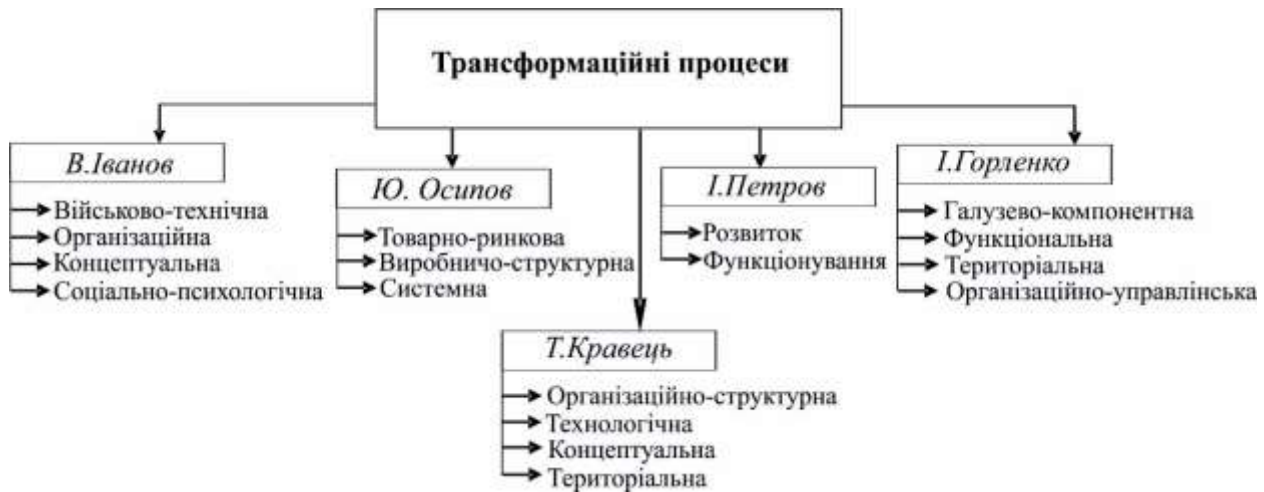 Трансформаційні процеси
В.Іванов
Військово-технічна
Організаційна
Концептуальна
Соціально-психологічна
Ю. Осипов
Товарно-ринкова
Виробничо-структурна
Системна
І.Петров
Розвиток
Функціонування
І.Горленко
Галузево-компонентна
Функціональна
Територіальна
Організаційно-управлінська
Т.Кравець
Організаційно-структурна
Технологічна
Концептуальна
Територіальна